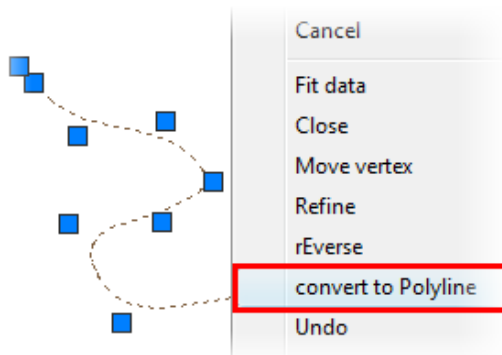 Cancel
Fit data
Close
Move vertex
Refine
rEverse
convert to Polyline
Undo